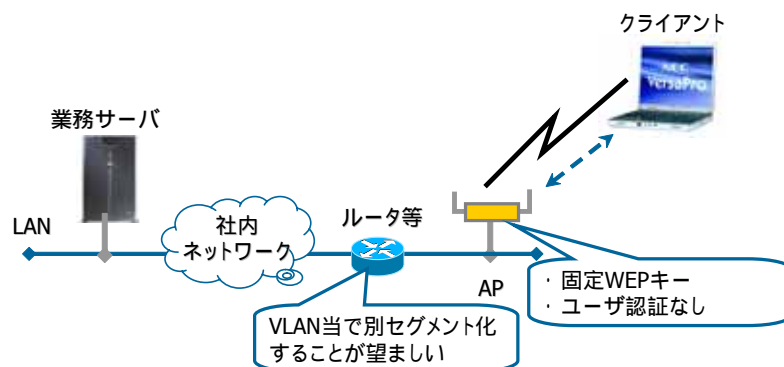 クライアント
NEC
VersaPro
業務サーバ
LAN
社内
ネットワーク
ルータ等
AP
・固定WEPキー
・ユーザ認証なし
VLAN当で別セグメント化
することが望ましい